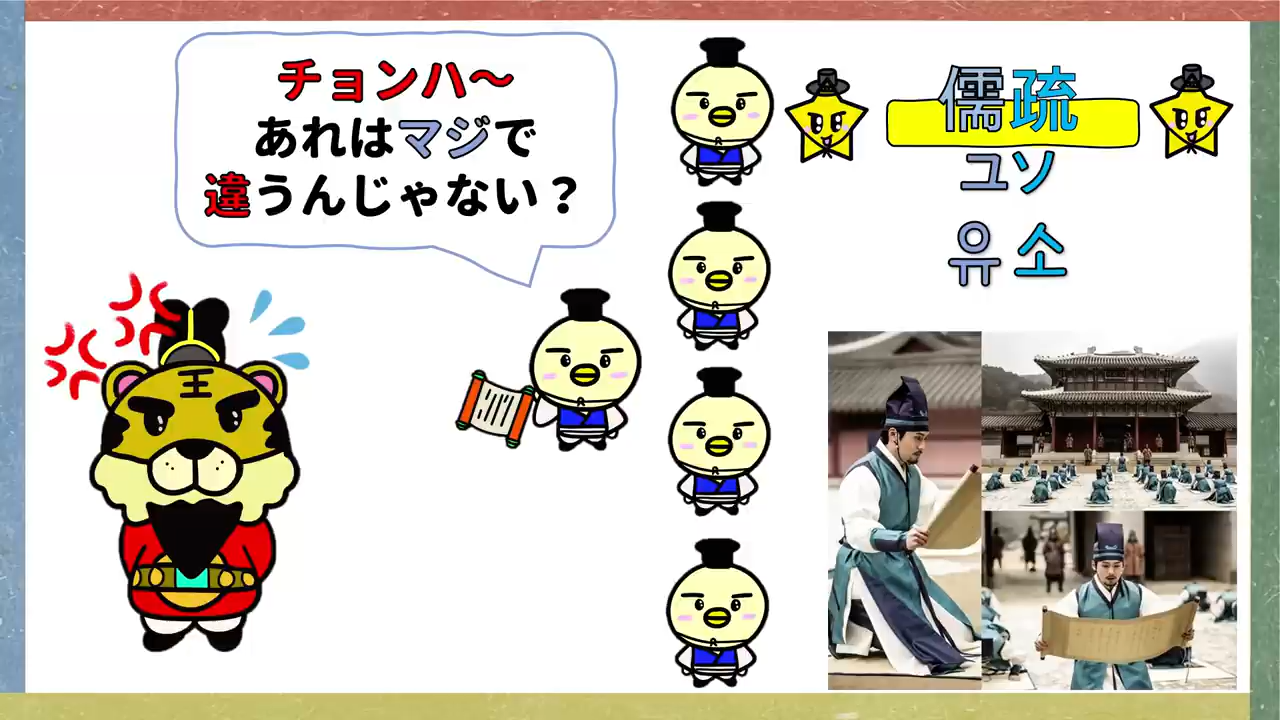 チョンハ～
あれはマジで
違うんじゃない？
王
儒疏
ユソ
유소